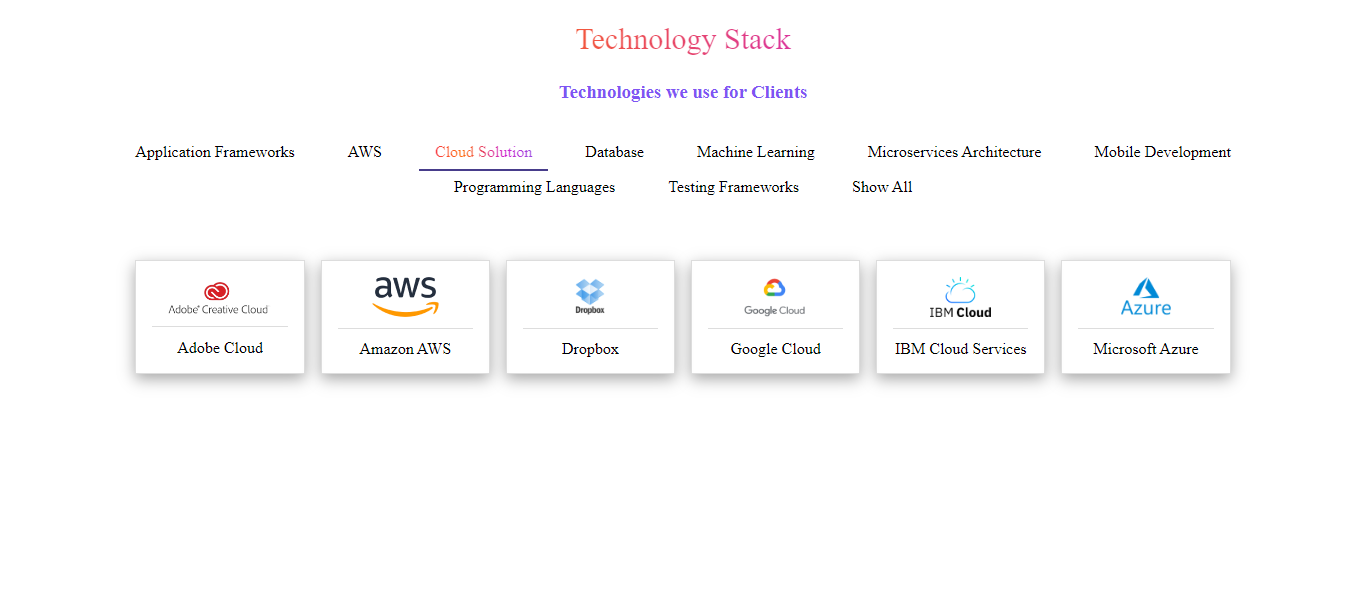 Technology Stack
Technologies we use for Clients
Application Frameworks AWS Cloud Solution Database Machine Learning Microservices Architecture Mobile Development
Programming Languages Testing Frameworks Show All
Adobe® Creative Cloud aws Dropbox Google Cloud IBM Cloud Azure
Adobe Cloud Amazon AWS Dropbox Google Cloud IBM Cloud Services Microsoft Azure